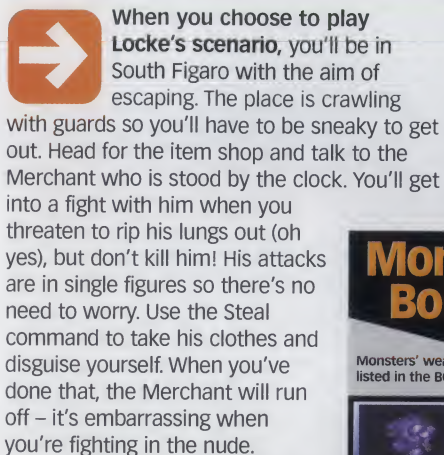 When you choose to play
Locke's scenario, you'll be in
South Figaro with the aim of
escaping. The place is crawling
with guards so you'll have to be sneaky to get
out. Head for the item shop and talk to the
Merchant who is stood by the clock. You'll get
into a fight with him when you
threaten to rip his lungs out (oh
yes), but don't kill him! His attacks
are in single figures so there's no
need to worry. Use the Steal
command to take his clothes and
disguise yourself. When you've
done that, the Merchant will run
off – it's embarrassing when
you're fighting in the nude.
Mon
Bo
Monsters' wea
listed in the B